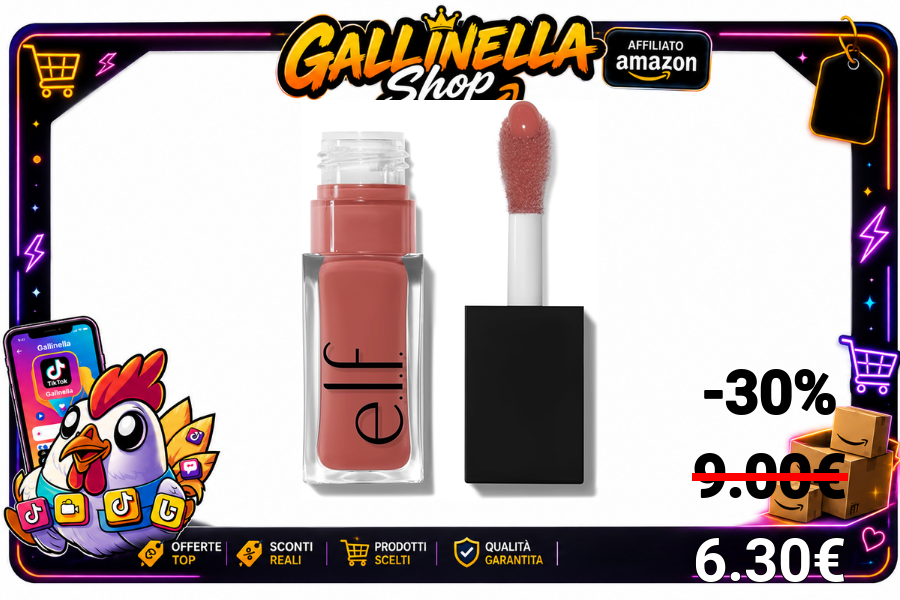 GALLINELLA
Shop
AFFILIATO
amazon
Gallinella
TikTok
Gallinella
e.l.f.
-30%
9.00€
6.30€
OFFERTE
TOP
SCONTI
REALI
PRODOTTI
SCELTI
QUALITÀ
GARANTITA